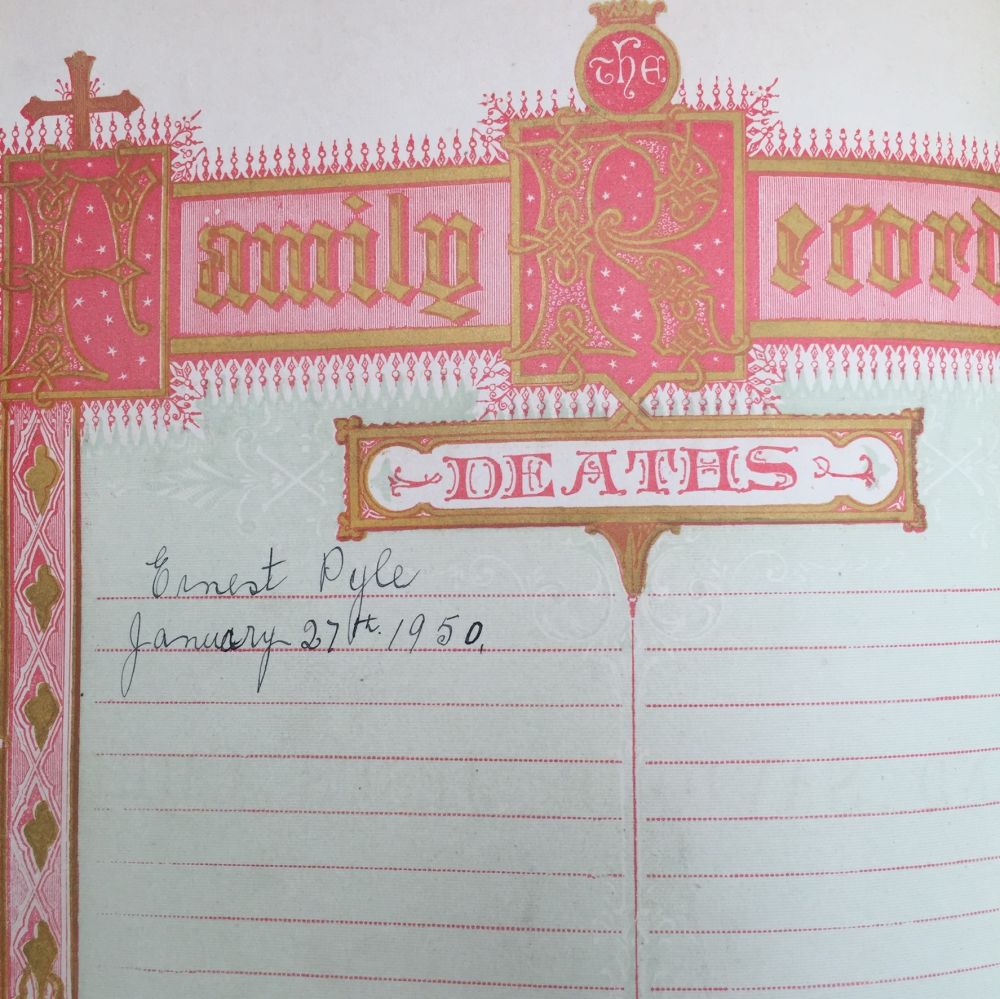 The
Family Record
DEATHS
Ernest Pyle
January 27th. 1950.